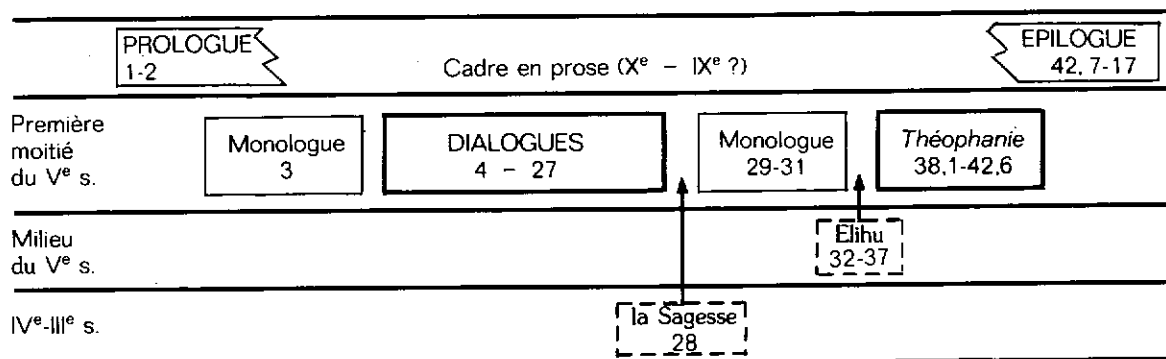 PROLOGUE
1-2
Cadre en prose (Xe – IXe ?)
EPILOGUE
42, 7-17
Première
moitié
du Ve s.
Monologue
3
DIALOGUES
4 – 27
Monologue
29-31
Théophanie
38,1-42,6
Milieu
du Ve s.
Elihu
32-37
IVe-IIIe s.
la Sagesse
28